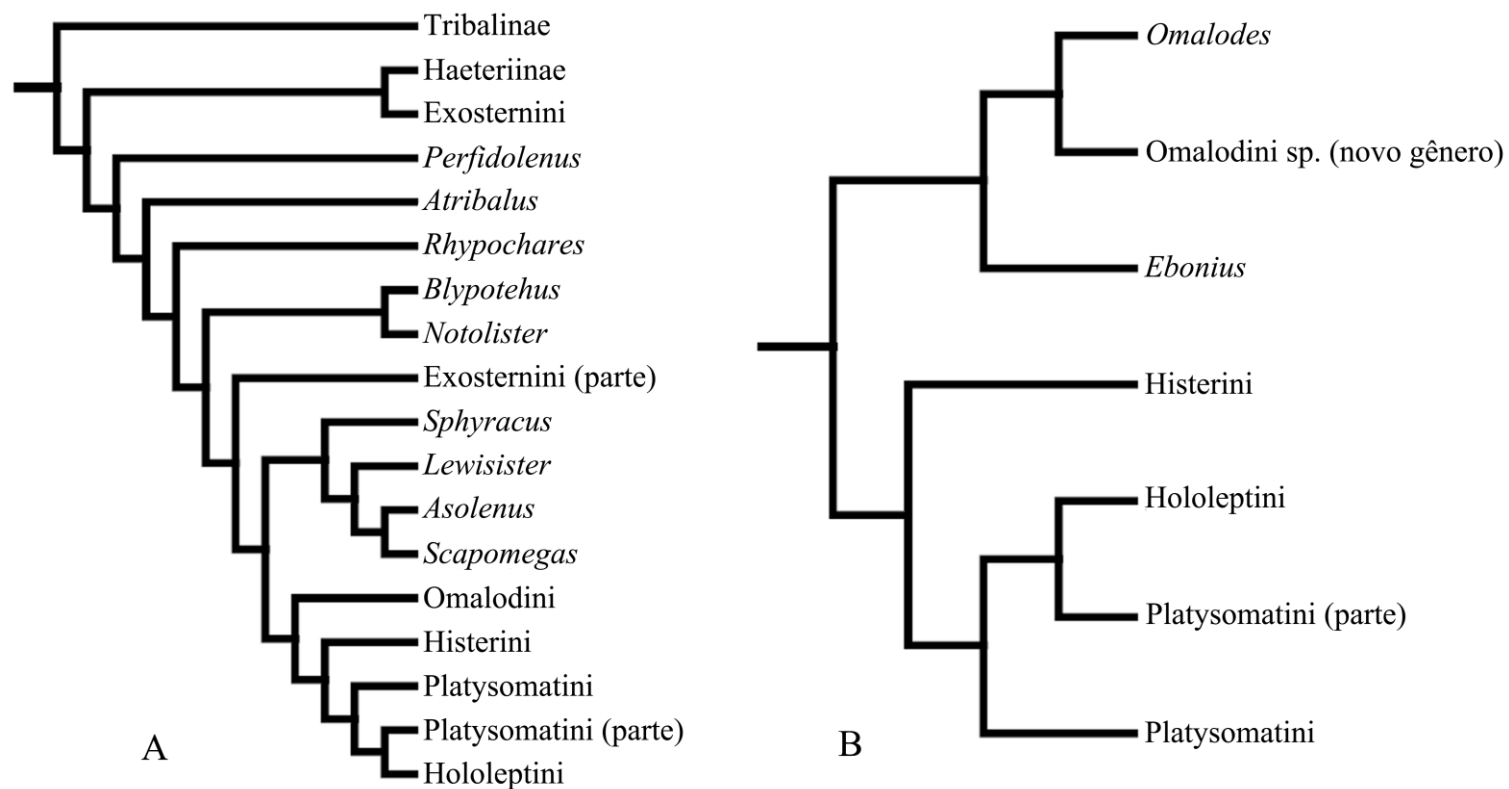 Tribalinae
Haeteriinae
Exosternini
Perfidolenus
Atribalus
Rhypochares
Blypotehus
Notolister
Exosternini (parte)
Sphyracus
Lewisister
Asolenus
Scapomegas
Omalodini
Histerini
Platysomatini
Platysomatini (parte)
Hololeptini
A
Omalodes
Omalodini sp. (novo gênero)
Ebonius
Histerini
Hololeptini
Platysomatini (parte)
Platysomatini
B